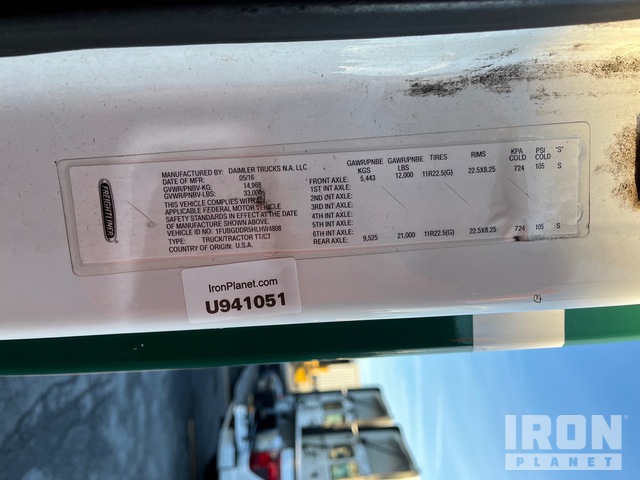 FREIGHTLINER
MANUFACTURED BY: DAIMLER TRUCKS N.A. LLC
DATE OF MFR: 05/16
GVWR/PNBV-KG: 14,968
GVWR/PNBV-LBS: 33,000
THIS VEHICLE COMPLIES WITH ALL
APPLICABLE FEDERAL MOTOR VEHICLE
SAFETY STANDARDS IN EFFECT AT THE DATE
OF MANUFACTURE SHOWN ABOVE.
VEHICLE ID NO: 1FUBGDDR5HLHW4808
TYPE: TRUCK/TRACTOR TT/CT
COUNTRY OF ORIGIN: U.S.A.
GAWR/PNBE KGS GAWR/PNBE LBS TIRES RIMS KPA COLD PSI COLD "S"
FRONT AXLE: 5,443 12,000 11R22.5(G) 22.5X8.25 724 105 S
1ST INT AXLE:
2ND INT AXLE:
3RD INT AXLE:
4TH INT AXLE:
5TH INT AXLE:
6TH INT AXLE:
REAR AXLE: 9,525 21,000 11R22.5(G) 22.5X8.25 724 105 S
IronPlanet.com
U941051
IRON
PLANET